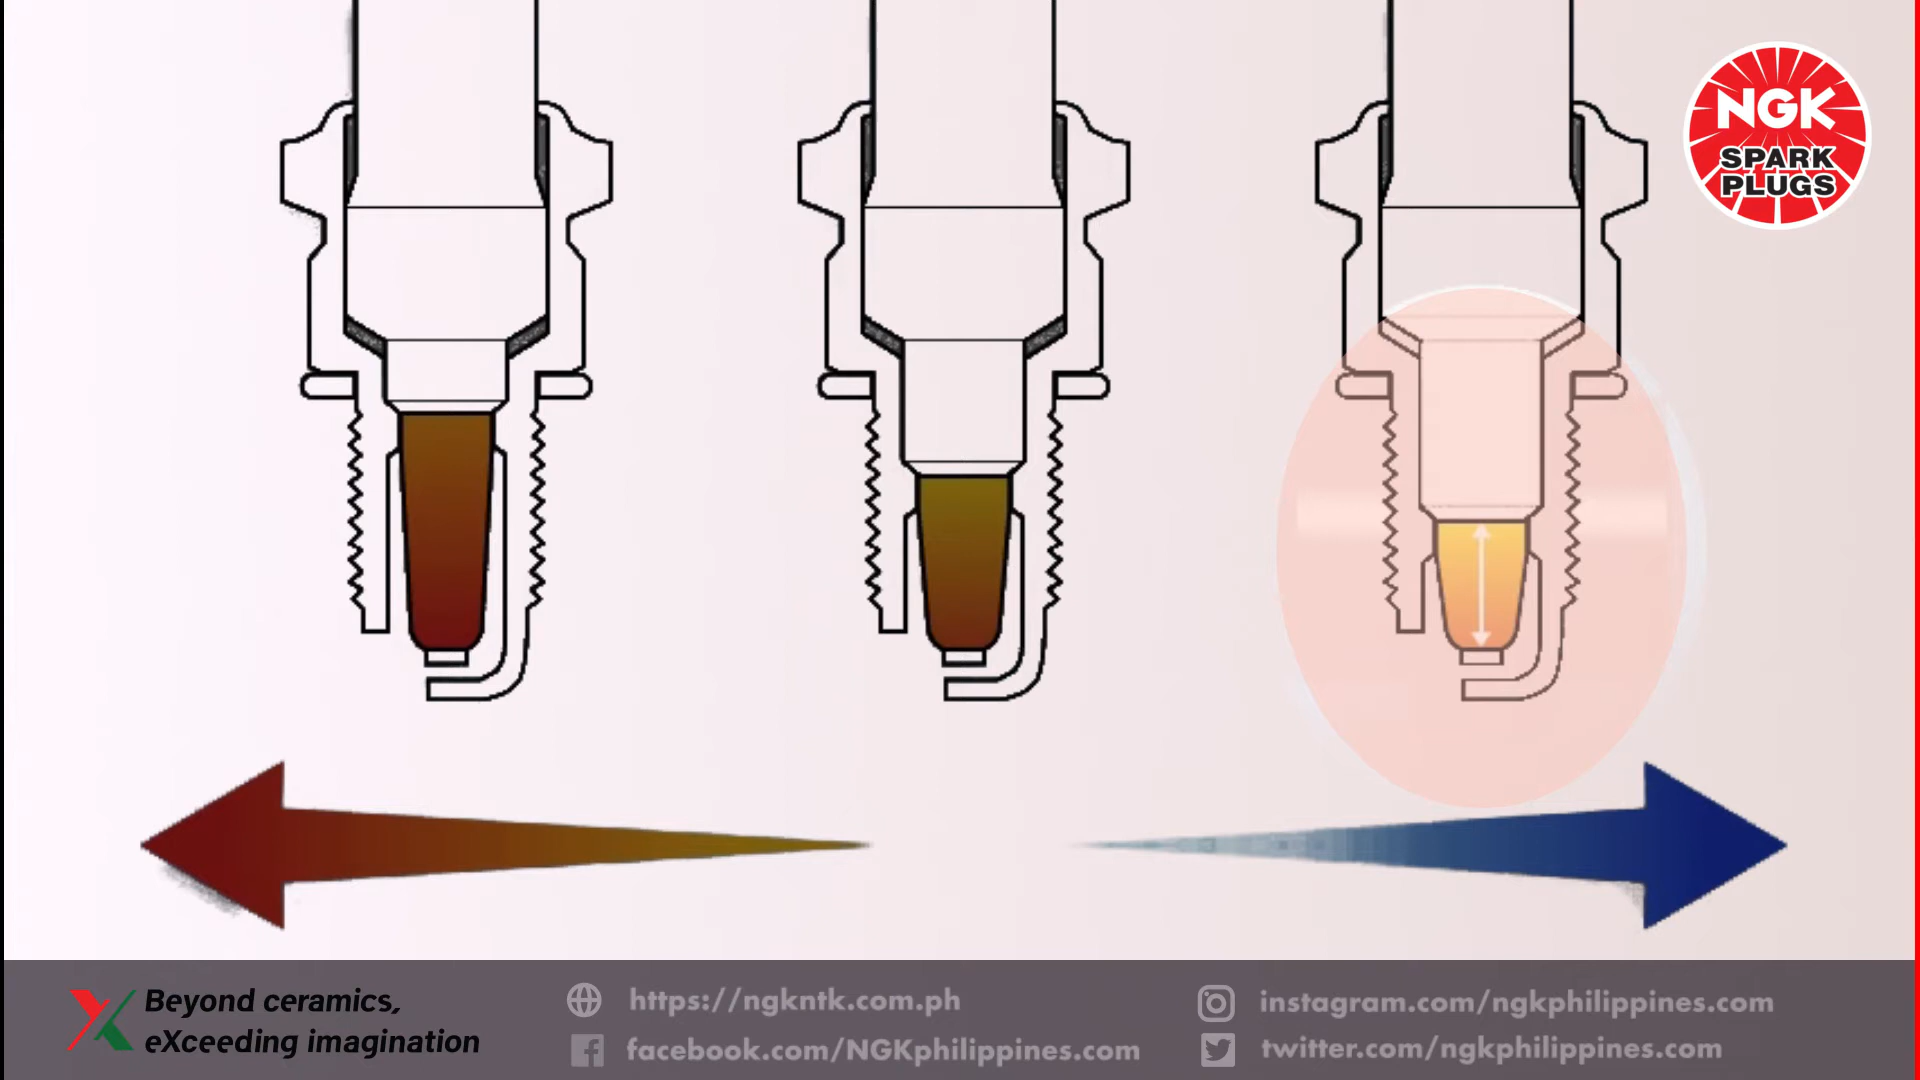 NGK
SPARK
PLUGS
Beyond ceramics,
eXceeding imagination
https://ngkntk.com.ph
facebook.com/NGKphilippines.com
instagram.com/ngkphilippines.com
twitter.com/ngkphilippines.com